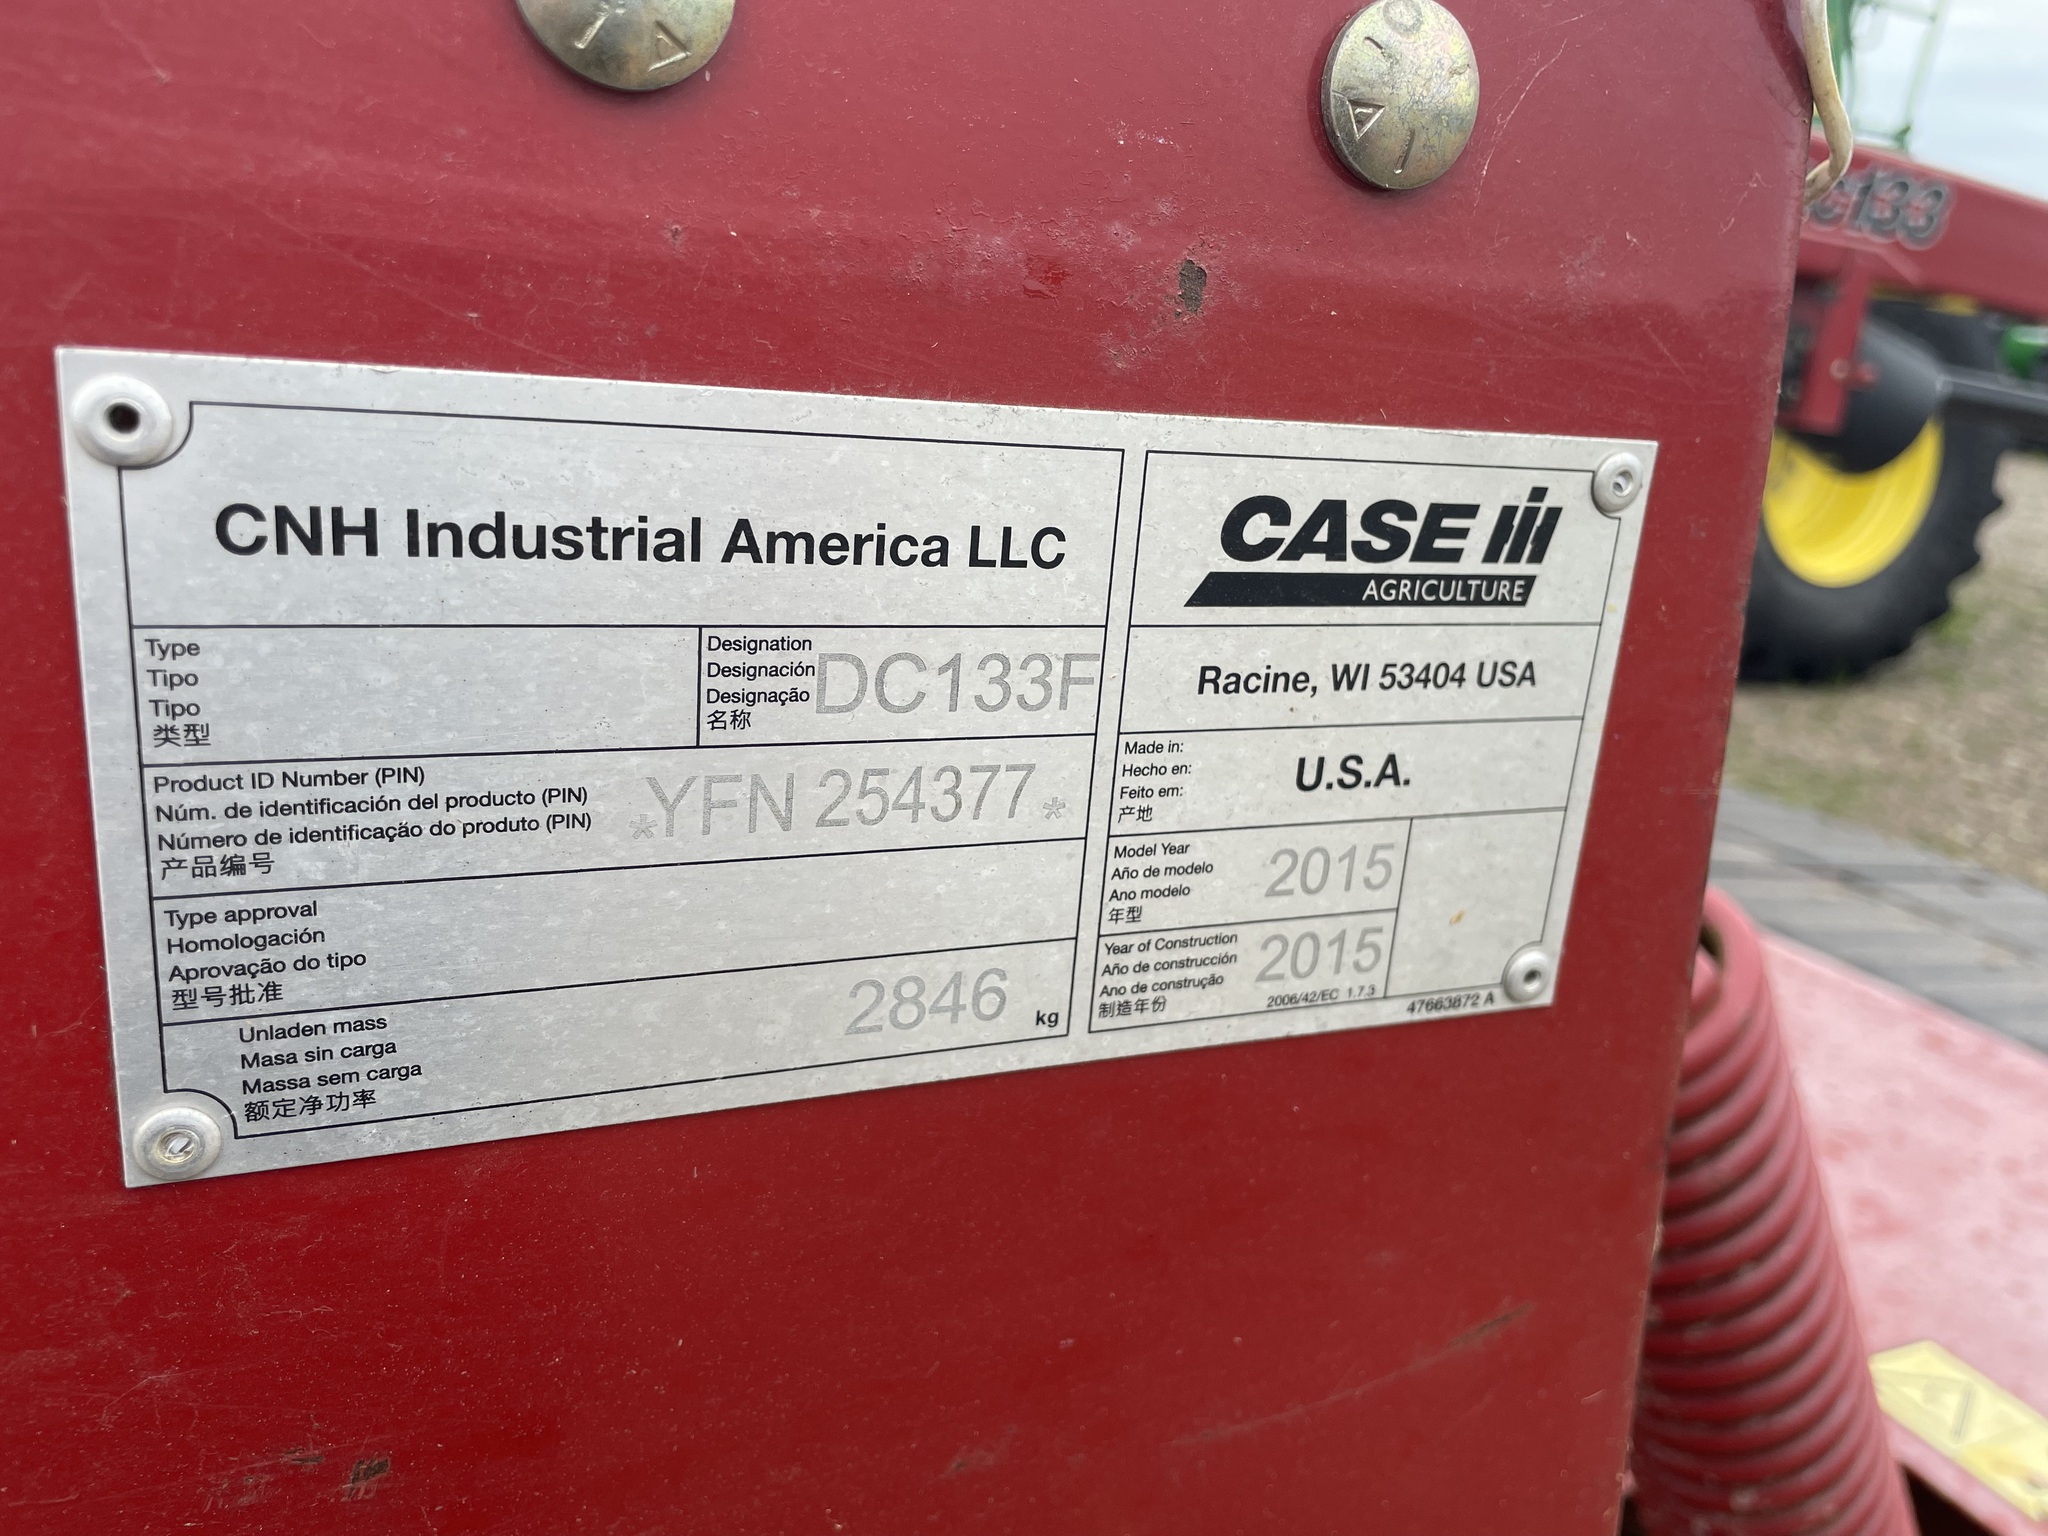 CNH Industrial America LLC
Type
Tipo
Tipo
类型
Designation
Designación
Designação
名称
DC133F
Product ID Number (PIN)
Núm. de identificación del producto (PIN)
Número de identificação do produto (PIN)
产品编号
*YFN 254377*
Type approval
Homologación
Aprovação do tipo
型号批准
Unladen mass
Masa sin carga
Massa sem carga
额定净功率
2846 kg
CASE IH
AGRICULTURE
Racine, WI 53404 USA
Made in:
Hecho en:
Feito em:
产地
U.S.A.
Model Year
Año de modelo
Ano modelo
年型
2015
Year of Construction
Año de construcción
Ano de construção
制造年份
2015
2006/42/EC 1.7.3
47663872 A
C133